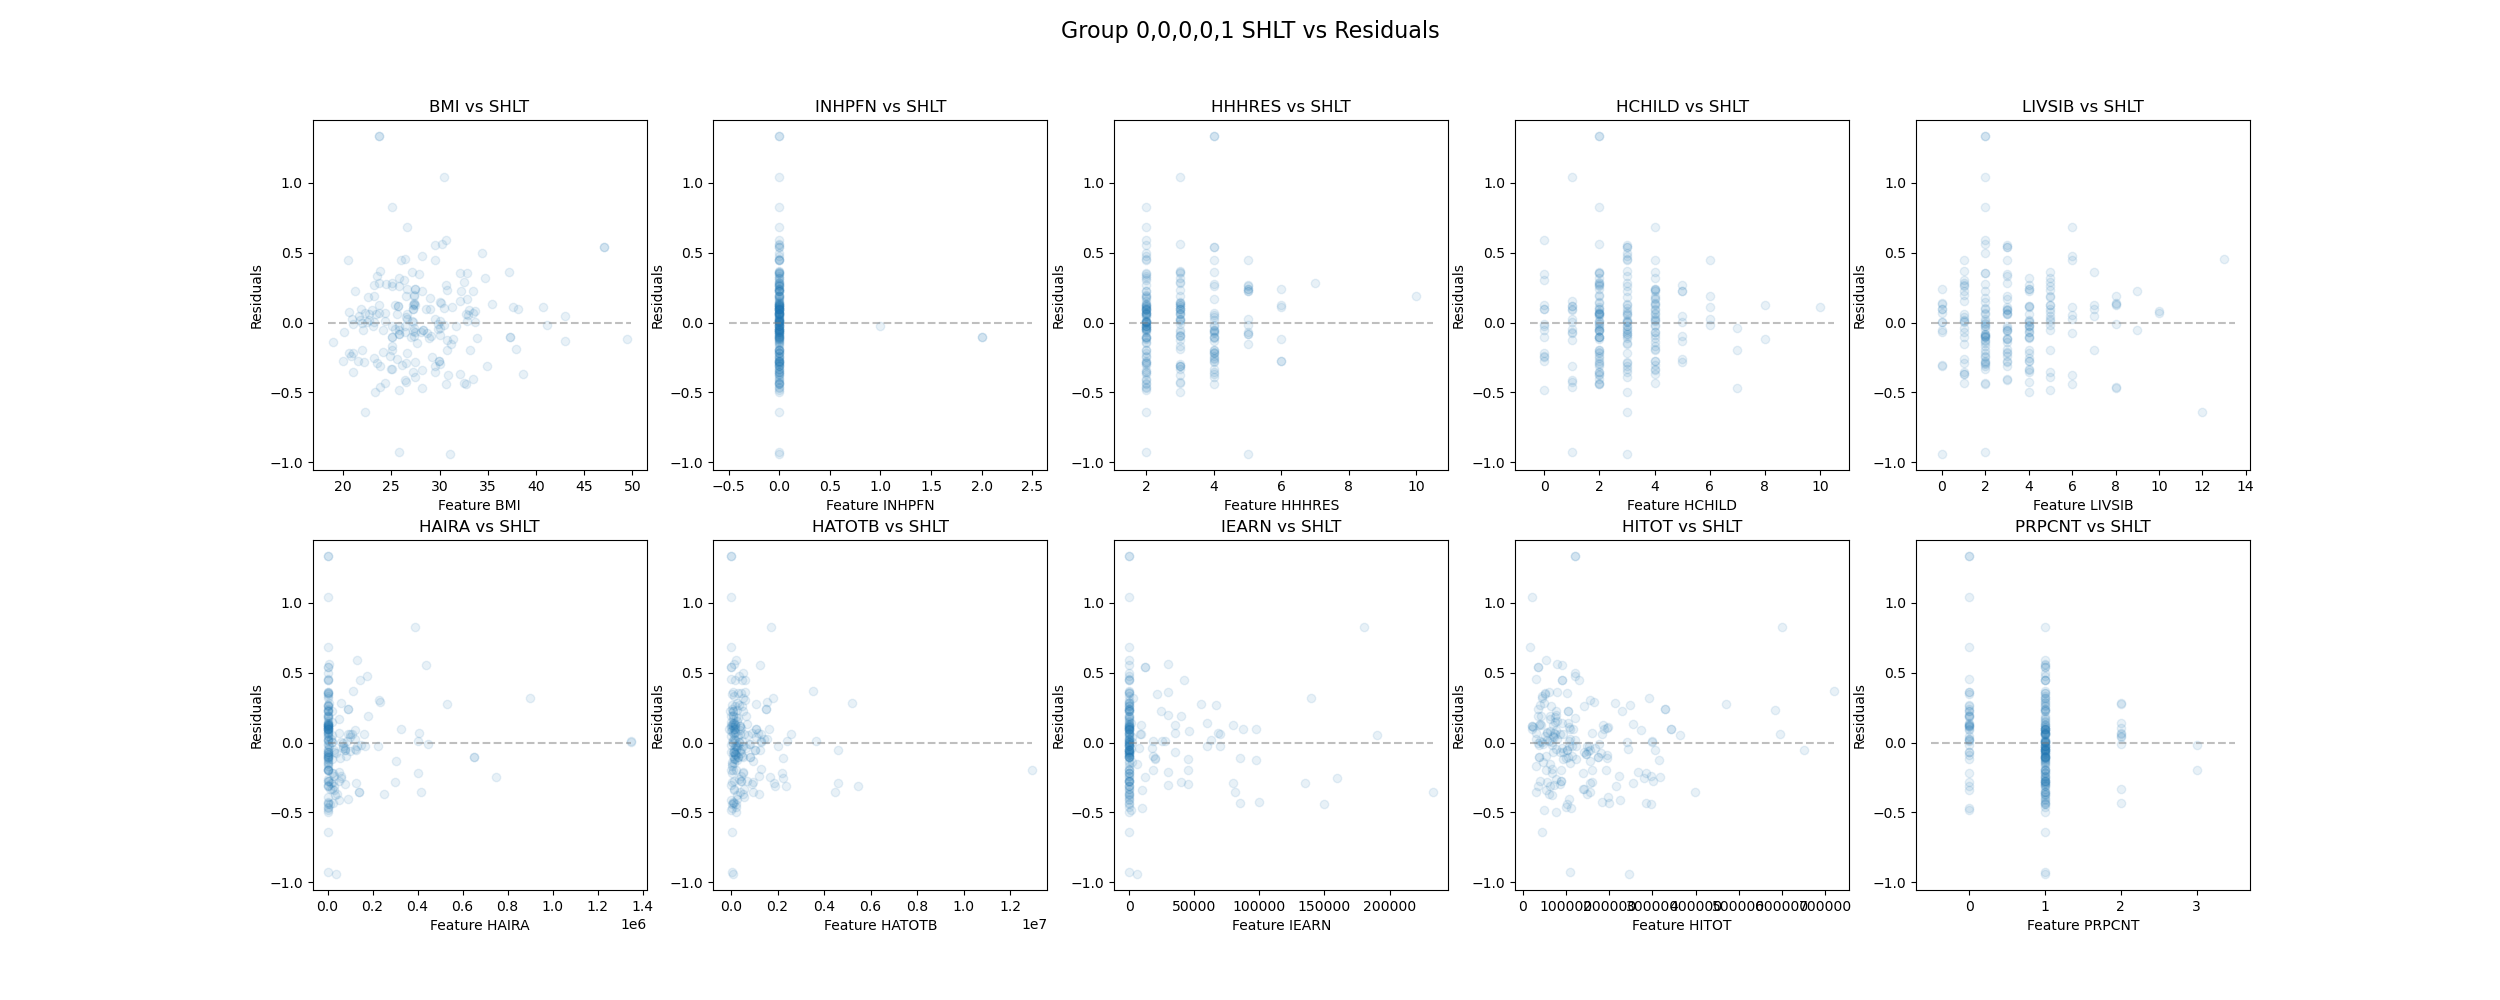 Group 0,0,0,0,1 SHLT vs Residuals
BMI vs SHLT
Residuals
1.0
0.5
0.0
−0.5
−1.0
20 25 30 35 40 45 50
Feature BMI
INHPFN vs SHLT
Residuals
1.0
0.5
0.0
−0.5
−1.0
−0.5 0.0 0.5 1.0 1.5 2.0 2.5
Feature INHPFN
HHHRES vs SHLT
Residuals
1.0
0.5
0.0
−0.5
−1.0
2 4 6 8 10
Feature HHHRES
HCHILD vs SHLT
Residuals
1.0
0.5
0.0
−0.5
−1.0
0 2 4 6 8 10
Feature HCHILD
LIVSIB vs SHLT
Residuals
1.0
0.5
0.0
−0.5
−1.0
0 2 4 6 8 10 12 14
Feature LIVSIB
HAIRA vs SHLT
Residuals
1.0
0.5
0.0
−0.5
−1.0
0.0 0.2 0.4 0.6 0.8 1.0 1.2 1.4
1e6
Feature HAIRA
HATOTB vs SHLT
Residuals
1.0
0.5
0.0
−0.5
−1.0
0.0 0.2 0.4 0.6 0.8 1.0 1.2
1e7
Feature HATOTB
IEARN vs SHLT
Residuals
1.0
0.5
0.0
−0.5
−1.0
0 50000 100000 150000 200000
Feature IEARN
HITOT vs SHLT
Residuals
1.0
0.5
0.0
−0.5
−1.0
0 100000 200000 300000 400000 500000 600000 700000
Feature HITOT
PRPCNT vs SHLT
Residuals
1.0
0.5
0.0
−0.5
−1.0
0 1 2 3
Feature PRPCNT